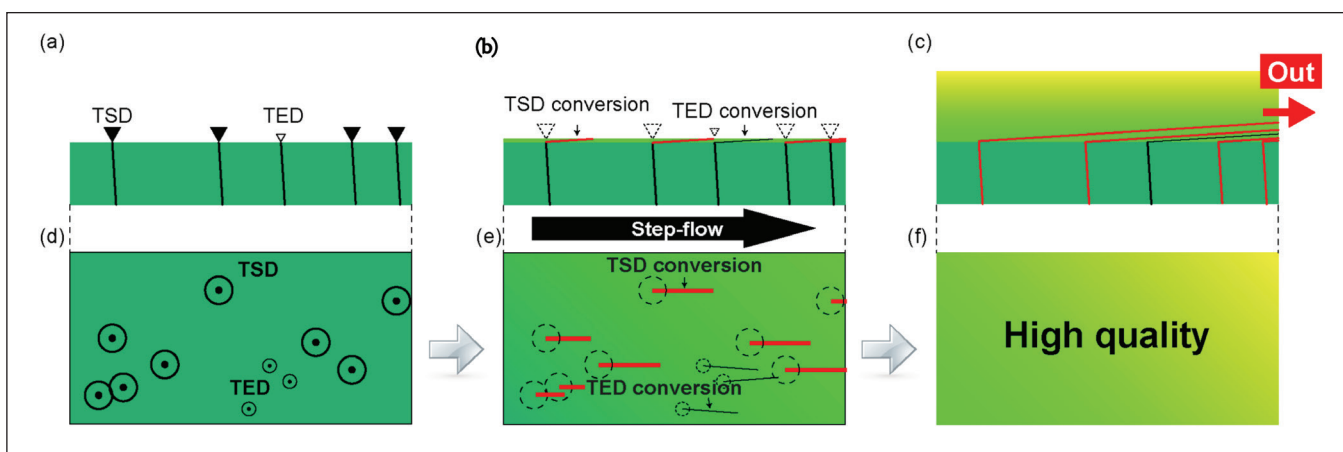 (a)
TSD
TED
(b)
TSD conversion
TED conversion
(c)
Out
(d)
TSD
TED
(e)
Step-flow
TSD conversion
TED conversion
(f)
High quality